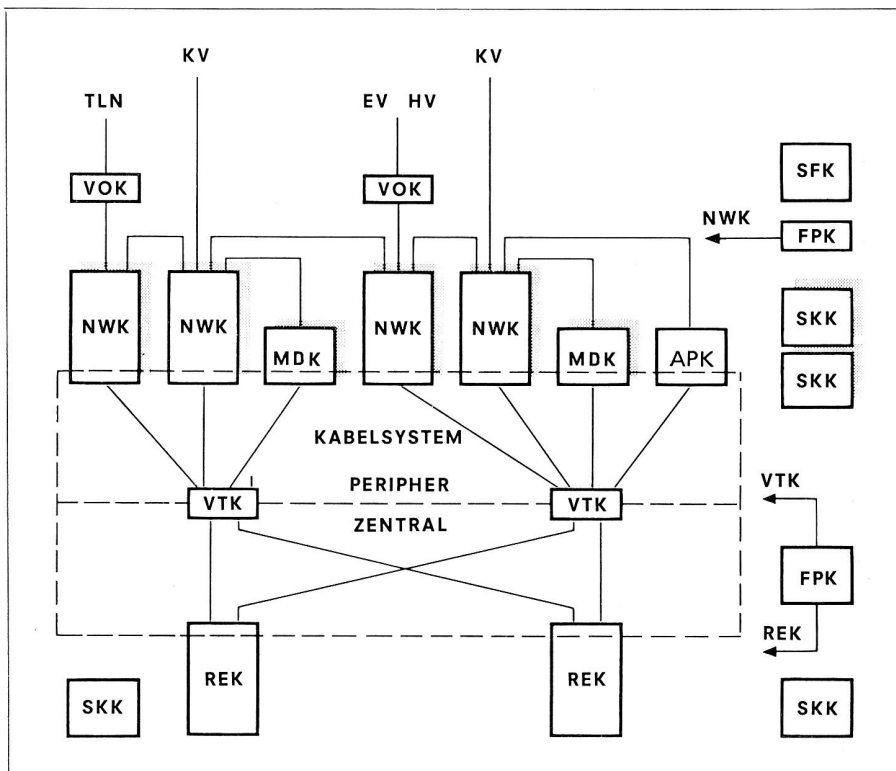 KV KV
TLN EV HV
VOK VOK SFK
NWK FPK
NWK NWK MDK NWK NWK MDK APK SKK
SKK
KABELSYSTEM
PERIPHER VTK
VTK VTK
ZENTRAL
FPK
REK
REK REK
SKK SKK